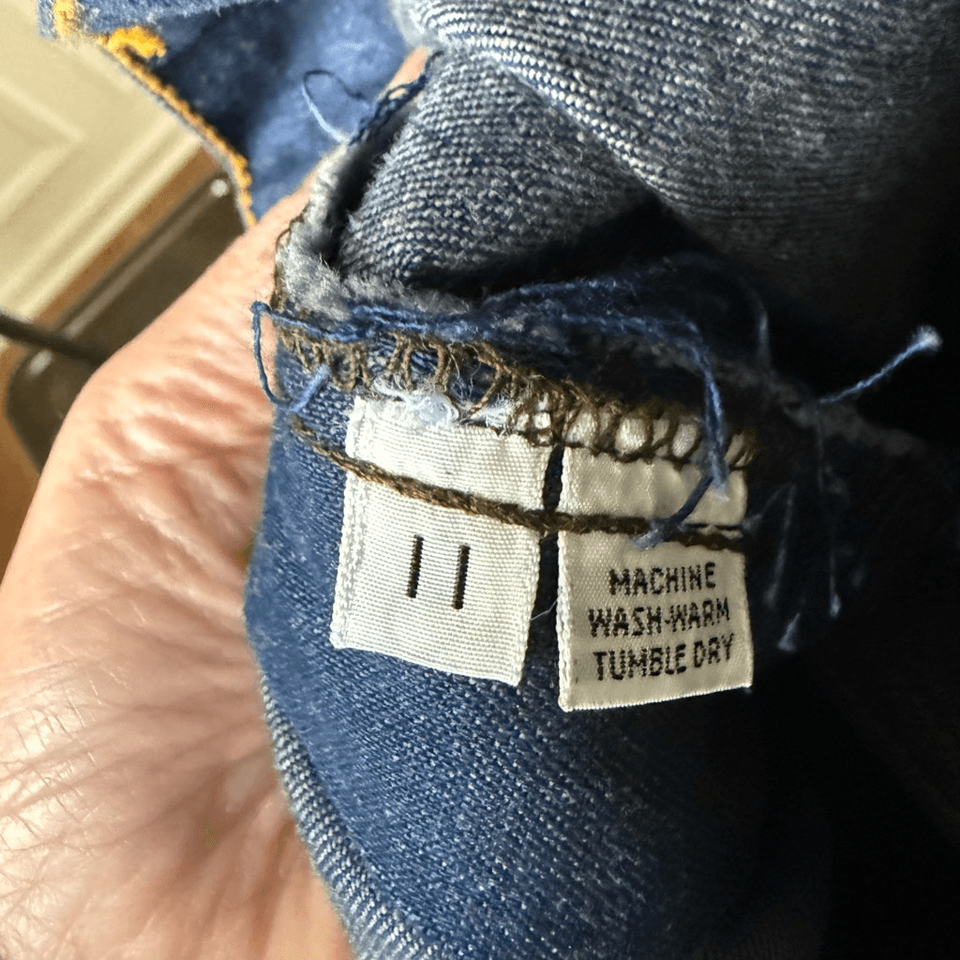 11
MACHINE
WASH-WARM
TUMBLE DRY